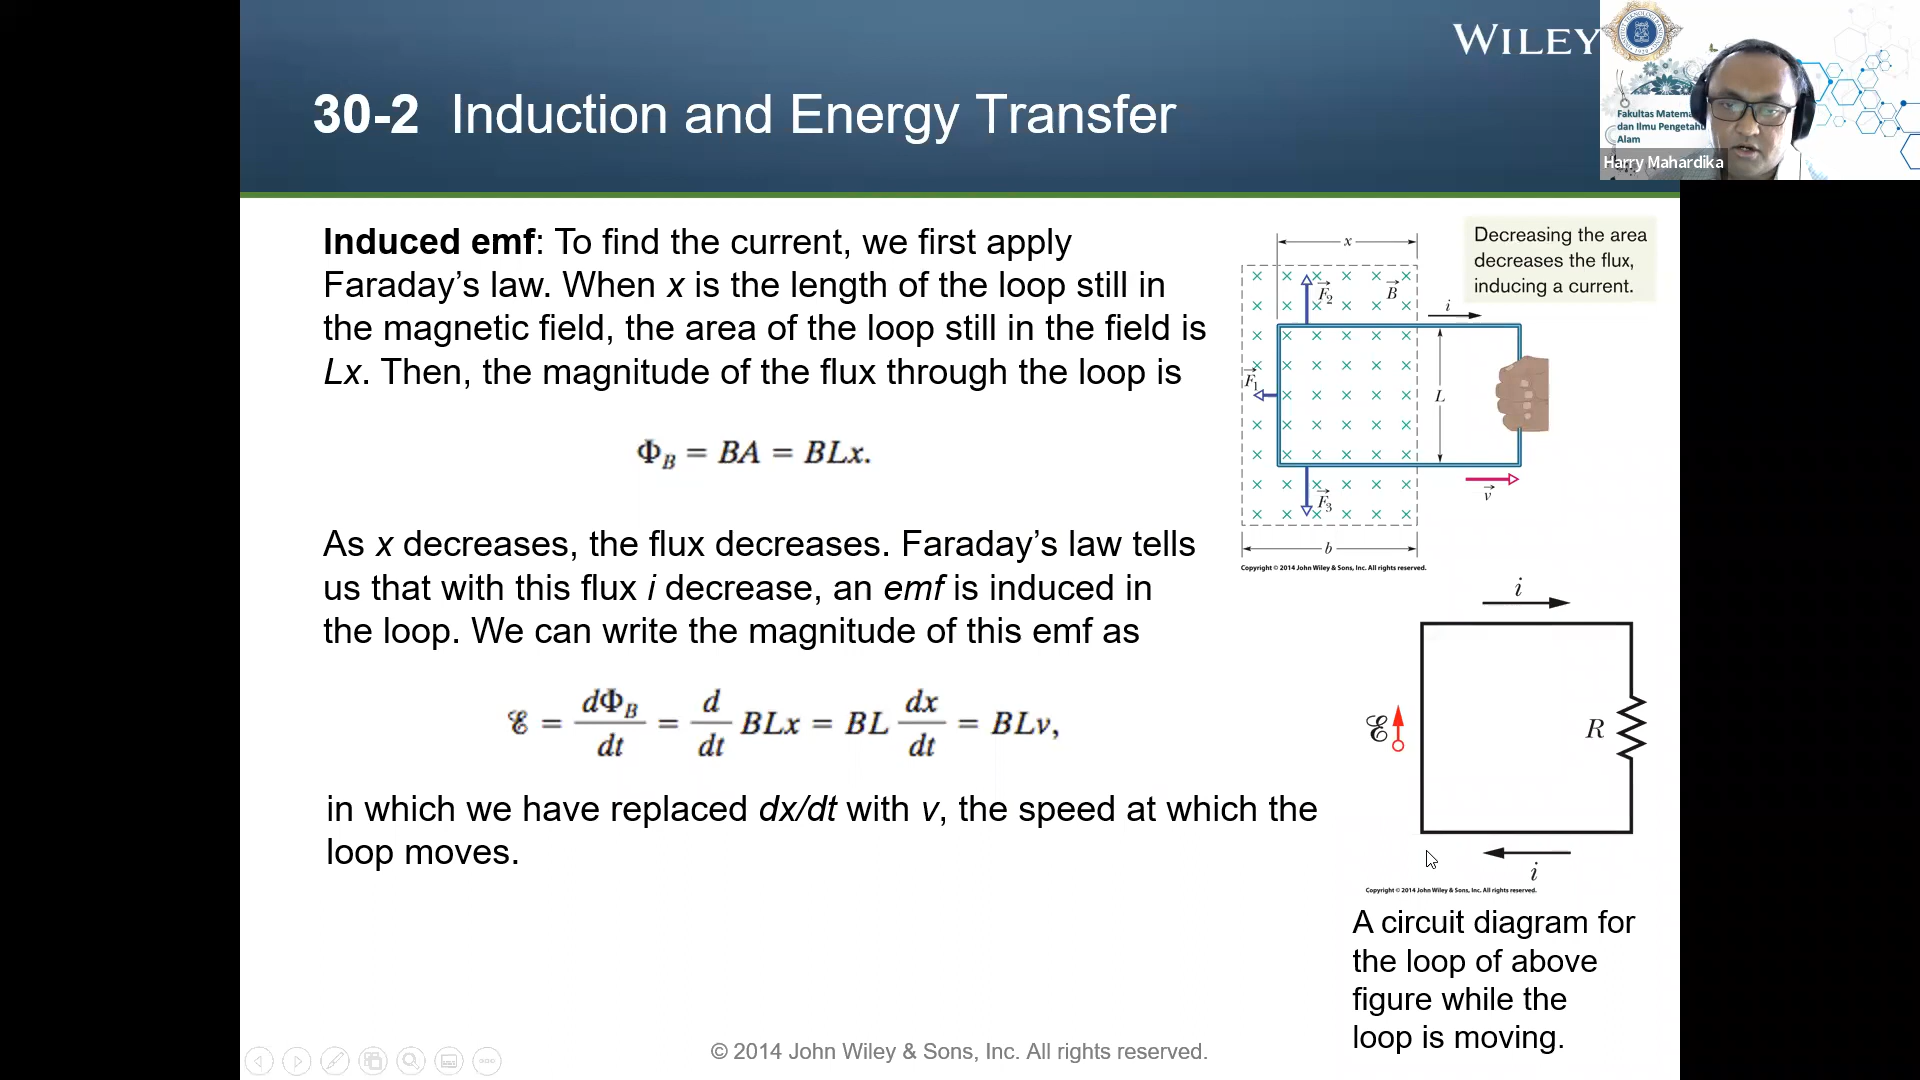 WILEY
30-2 Induction and Energy Transfer
Fakultas Matema
dan Ilmu Pengetahu
Alam
Harry Mahardika
Induced emf: To find the current, we first apply
Faraday’s law. When x is the length of the loop still in
the magnetic field, the area of the loop still in the field is
Lx. Then, the magnitude of the flux through the loop is
Φ_B = BA = BLx.
As x decreases, the flux decreases. Faraday’s law tells
us that with this flux i decrease, an emf is induced in
the loop. We can write the magnitude of this emf as
ℰ = dΦ_B/dt = d/dt BLx = BL dx/dt = BLv,
in which we have replaced dx/dt with v, the speed at which the
loop moves.
Decreasing the area
decreases the flux,
inducing a current.
x
F₂
B
i
F₁
L
F₃
v
b
Copyright © 2014 John Wiley & Sons, Inc. All rights reserved.
i
ℰ
R
i
Copyright © 2014 John Wiley & Sons, Inc. All rights reserved.
A circuit diagram for
the loop of above
figure while the
loop is moving.
© 2014 John Wiley & Sons, Inc. All rights reserved.